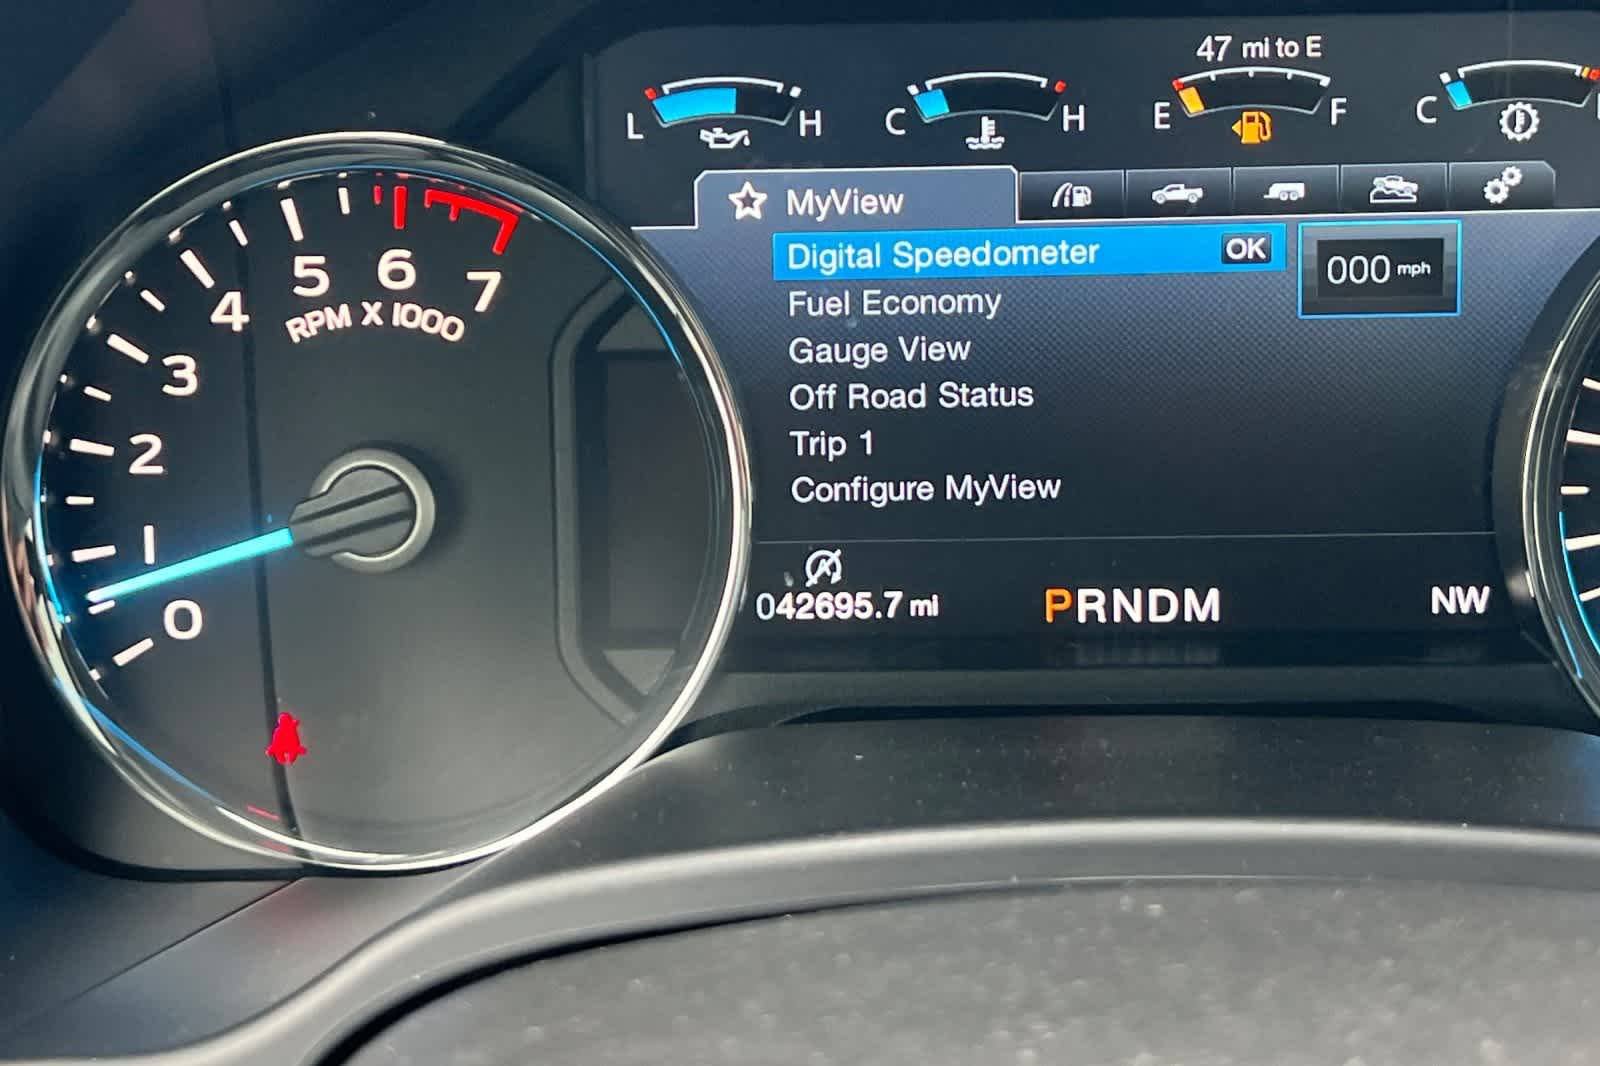 47 mi to E
L H
C H
E F
C
MyView
Digital Speedometer OK
000 mph
Fuel Economy
Gauge View
Off Road Status
Trip 1
Configure MyView
A
042695.7 mi
PRNDM
NW
0
1
2
3
4
5
6
7
RPM X 1000